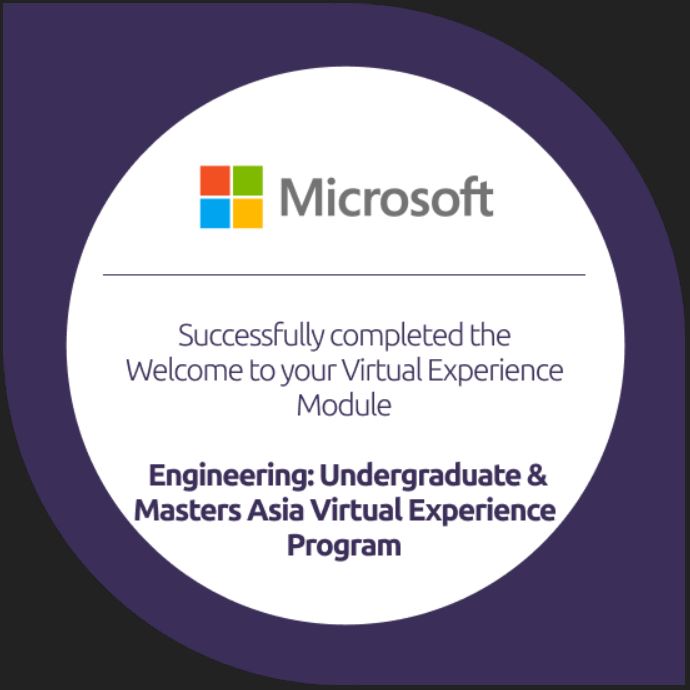 Microsoft
Successfully completed the
Welcome to your Virtual Experience
Module
Engineering: Undergraduate &
Masters Asia Virtual Experience
Program